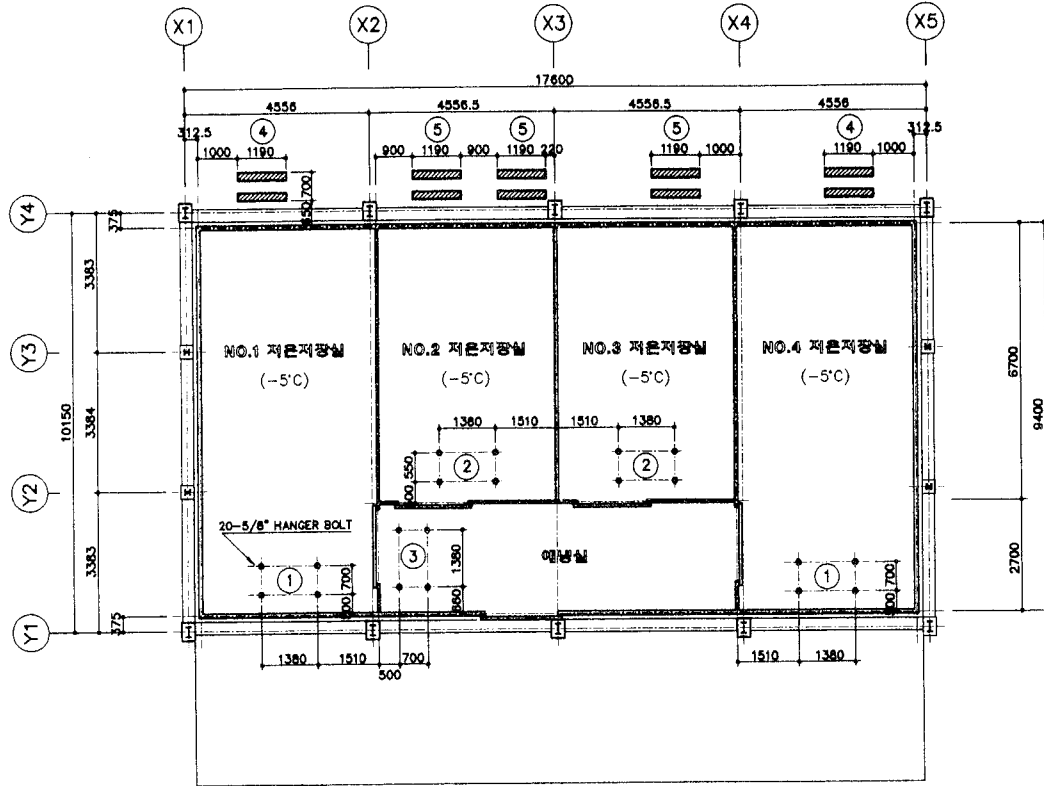 X1 X2 X3 X4 X5
17600
4556 4556.5 4556.5 4556
312.5 ④ ⑤ ⑤ ⑤ ④ 312.5
1000 1190 900 1190 900 1190 220 1190 1000 1190 1000
700
Y4
375
3383
NO.1 저온저장실 NO.2 저온저장실 NO.3 저온저장실 NO.4 저온저장실
(-5°C) (-5°C) (-5°C) (-5°C)
Y3
6700
9400
10150
3384
1380 1510 1510 1380
550 ② ②
Y2
20-5/8" HANGER BOLT
③ 1380 예냉실
2700
3383
① 700 660 ① 700
375
Y1
1380 1510 500 700 1510 1380